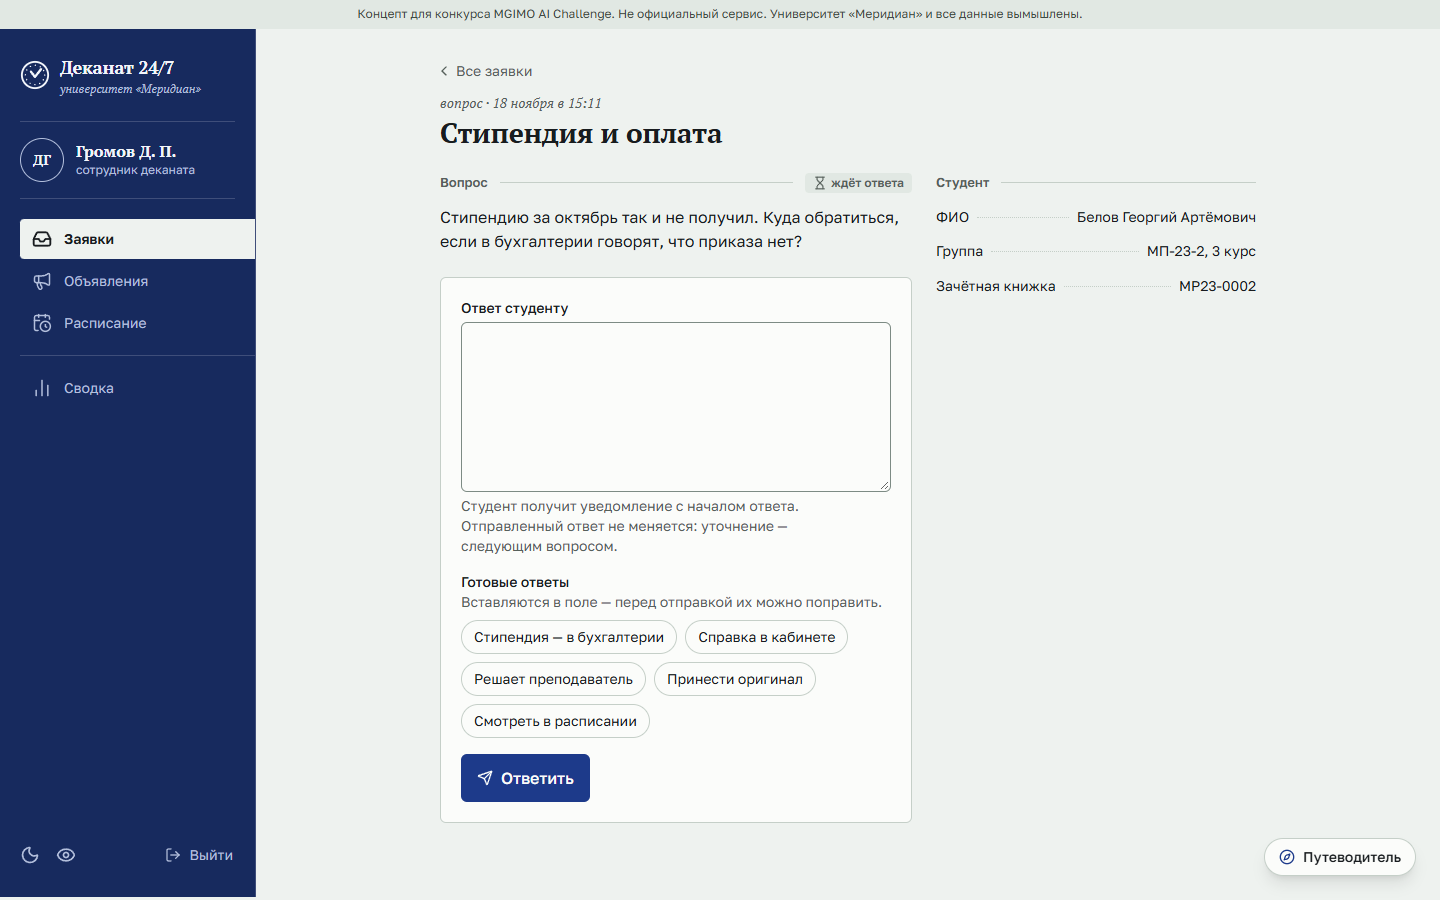 Концепт для конкурса MGIMO AI Challenge. Не официальный сервис. Университет «Меридиан» и все данные вымышлены.
Деканат 24/7
университет «Меридиан»
ДГ
Громов Д. П.
сотрудник деканата
Заявки
Объявления
Расписание
Сводка
Выйти
Все заявки
вопрос · 18 ноября в 15:11
Стипендия и оплата
Вопрос
ждёт ответа
Стипендию за октябрь так и не получил. Куда обратиться,
если в бухгалтерии говорят, что приказа нет?
Ответ студенту
Студент получит уведомление с началом ответа.
Отправленный ответ не меняется: уточнение —
следующим вопросом.
Готовые ответы
Вставляются в поле — перед отправкой их можно поправить.
Стипендия — в бухгалтерии
Справка в кабинете
Решает преподаватель
Принести оригинал
Смотреть в расписании
Ответить
Студент
ФИО Белов Георгий Артёмович
Группа МП-23-2, 3 курс
Зачётная книжка МР23-0002
Путеводитель